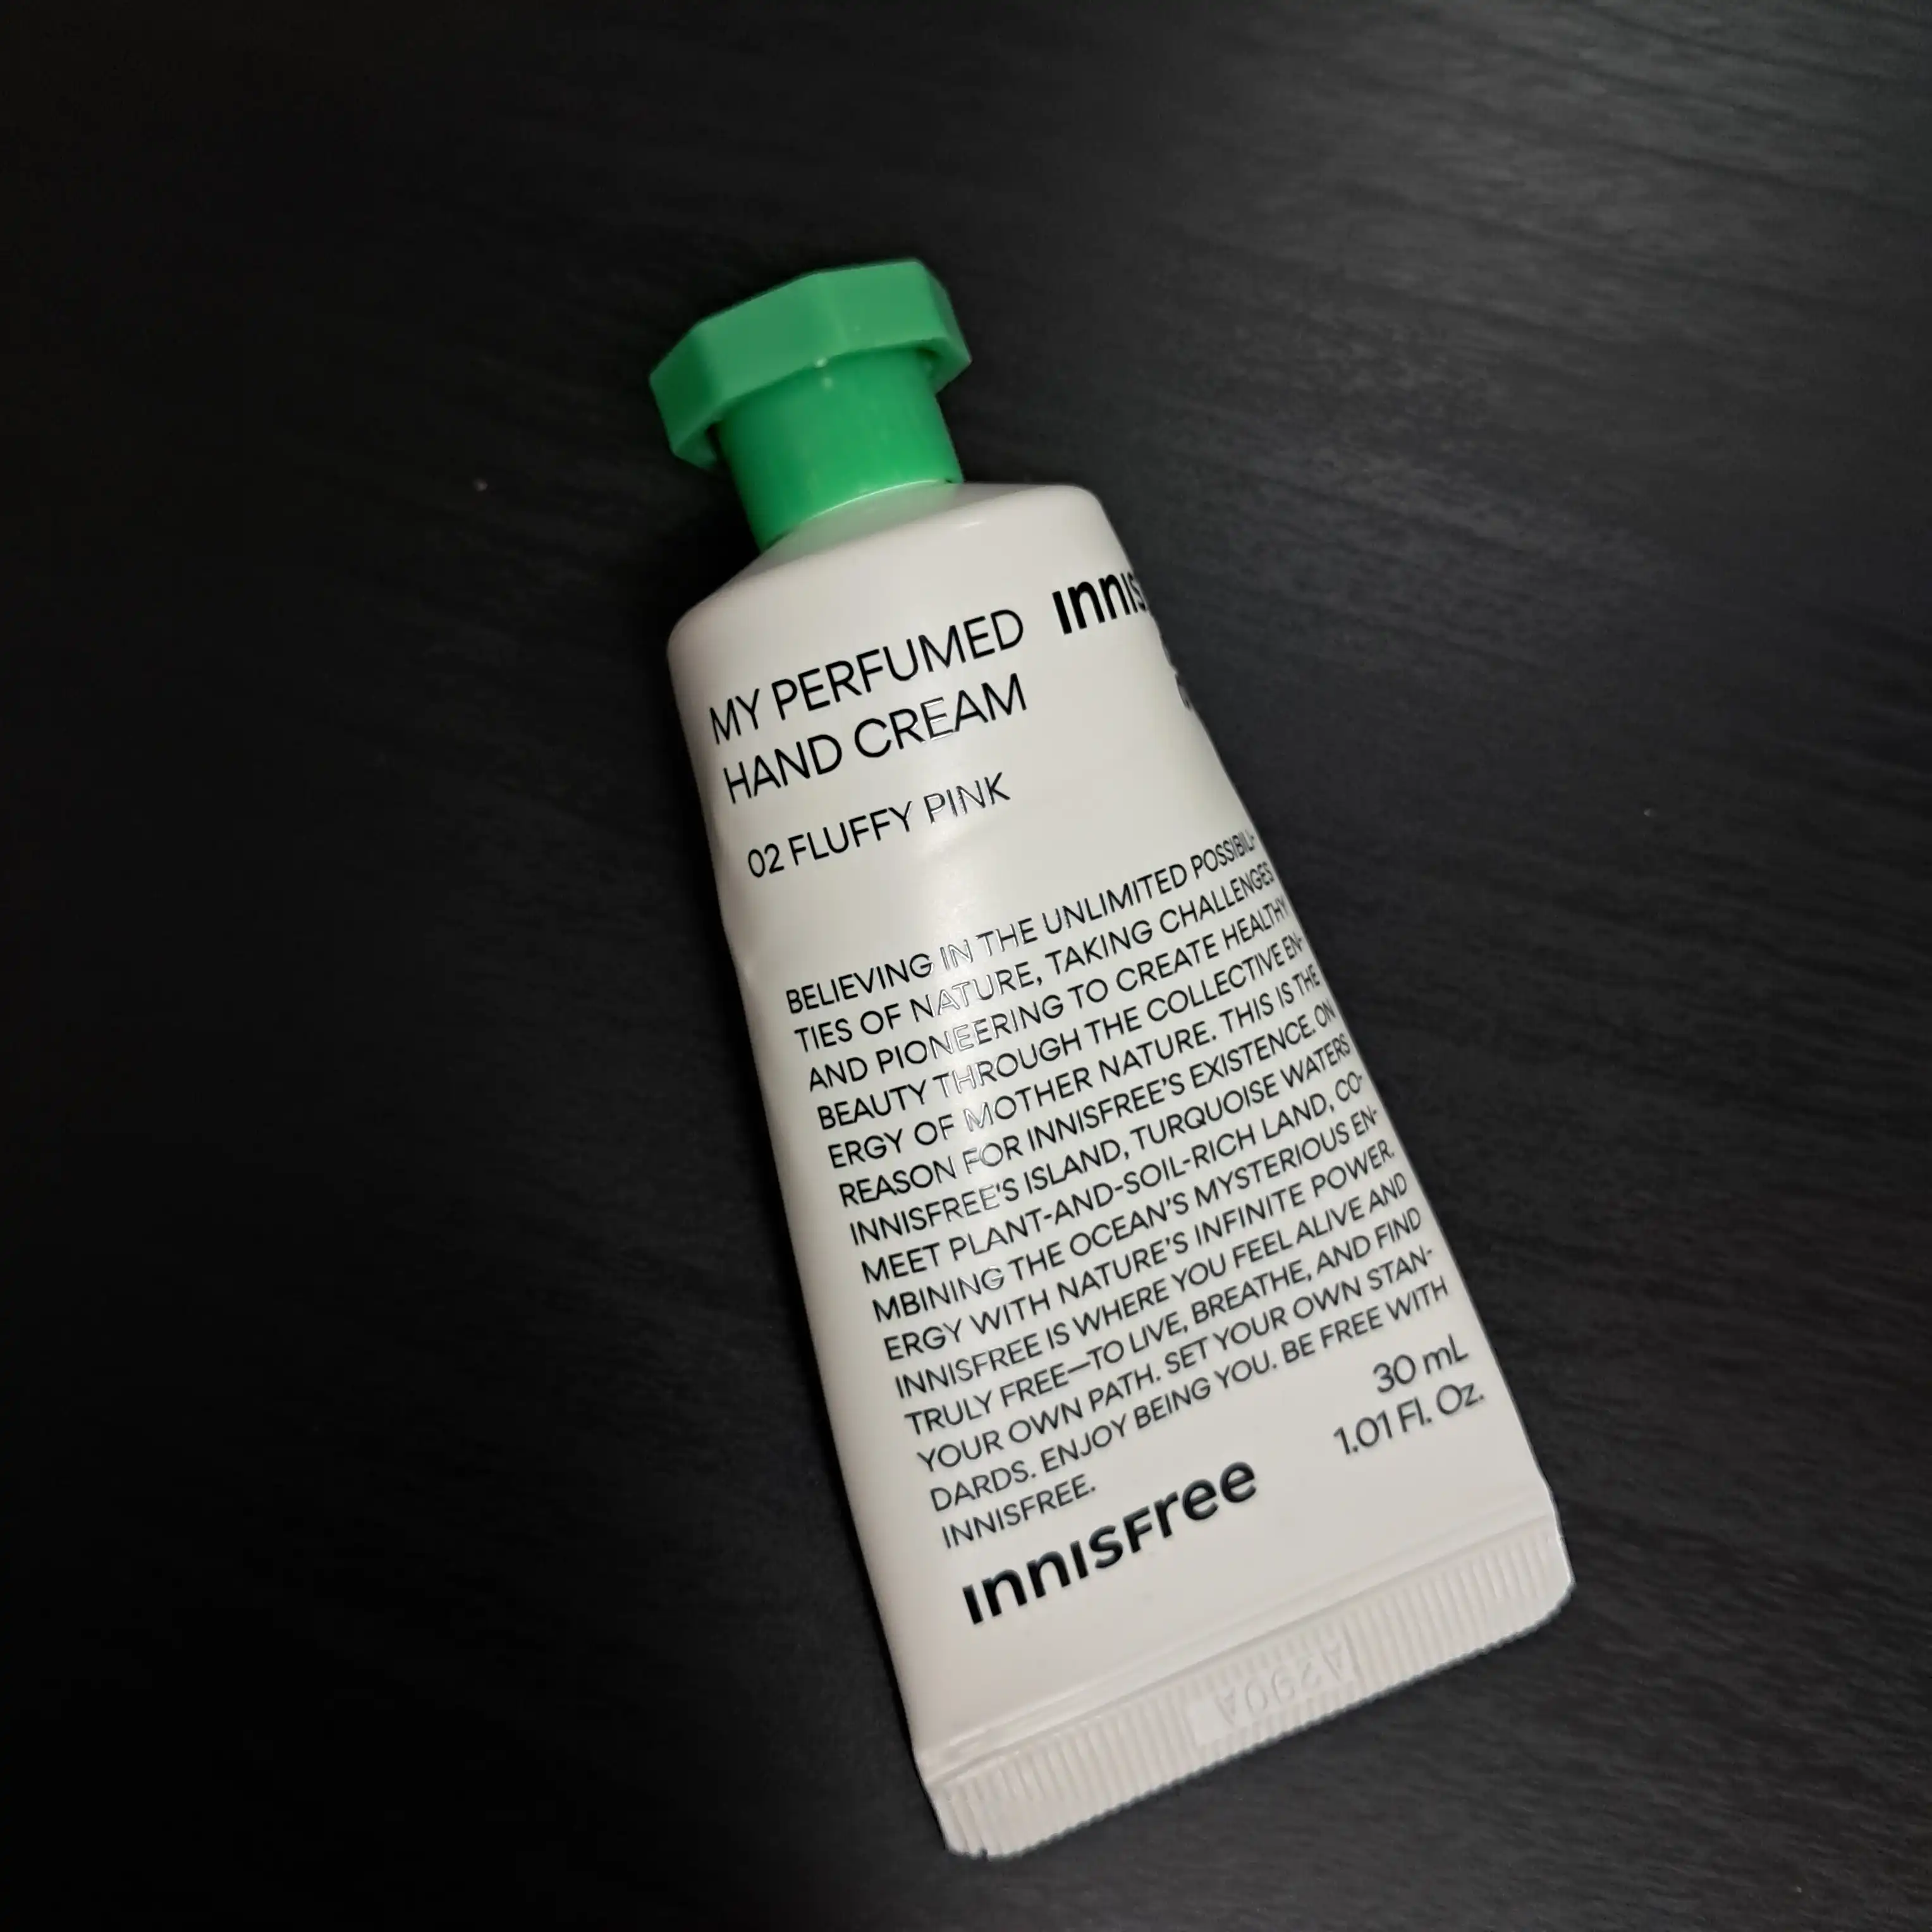 MY PERFUMED
HAND CREAM
02 FLUFFY PINK
BELIEVING IN THE UNLIMITED POSSIBILI-
TIES OF NATURE, TAKING CHALLENGES
AND PIONEERING TO CREATE HEALTHY
BEAUTY THROUGH THE COLLECTIVE EN-
ERGY OF MOTHER NATURE. THIS IS THE
REASON FOR INNISFREE'S EXISTENCE. ON
INNISFREE'S ISLAND, TURQUOISE WATERS
MEET PLANT-AND-SOIL-RICH LAND, CO-
MBINING THE OCEAN'S MYSTERIOUS EN-
ERGY WITH NATURE'S INFINITE POWER.
INNISFREE IS WHERE YOU FEEL ALIVE AND
TRULY FREE—TO LIVE, BREATHE, AND FIND
YOUR OWN PATH. SET YOUR OWN STAN-
DARDS. ENJOY BEING YOU. BE FREE WITH
INNISFREE.
30 mL
1.01 Fl. Oz.
innisfree